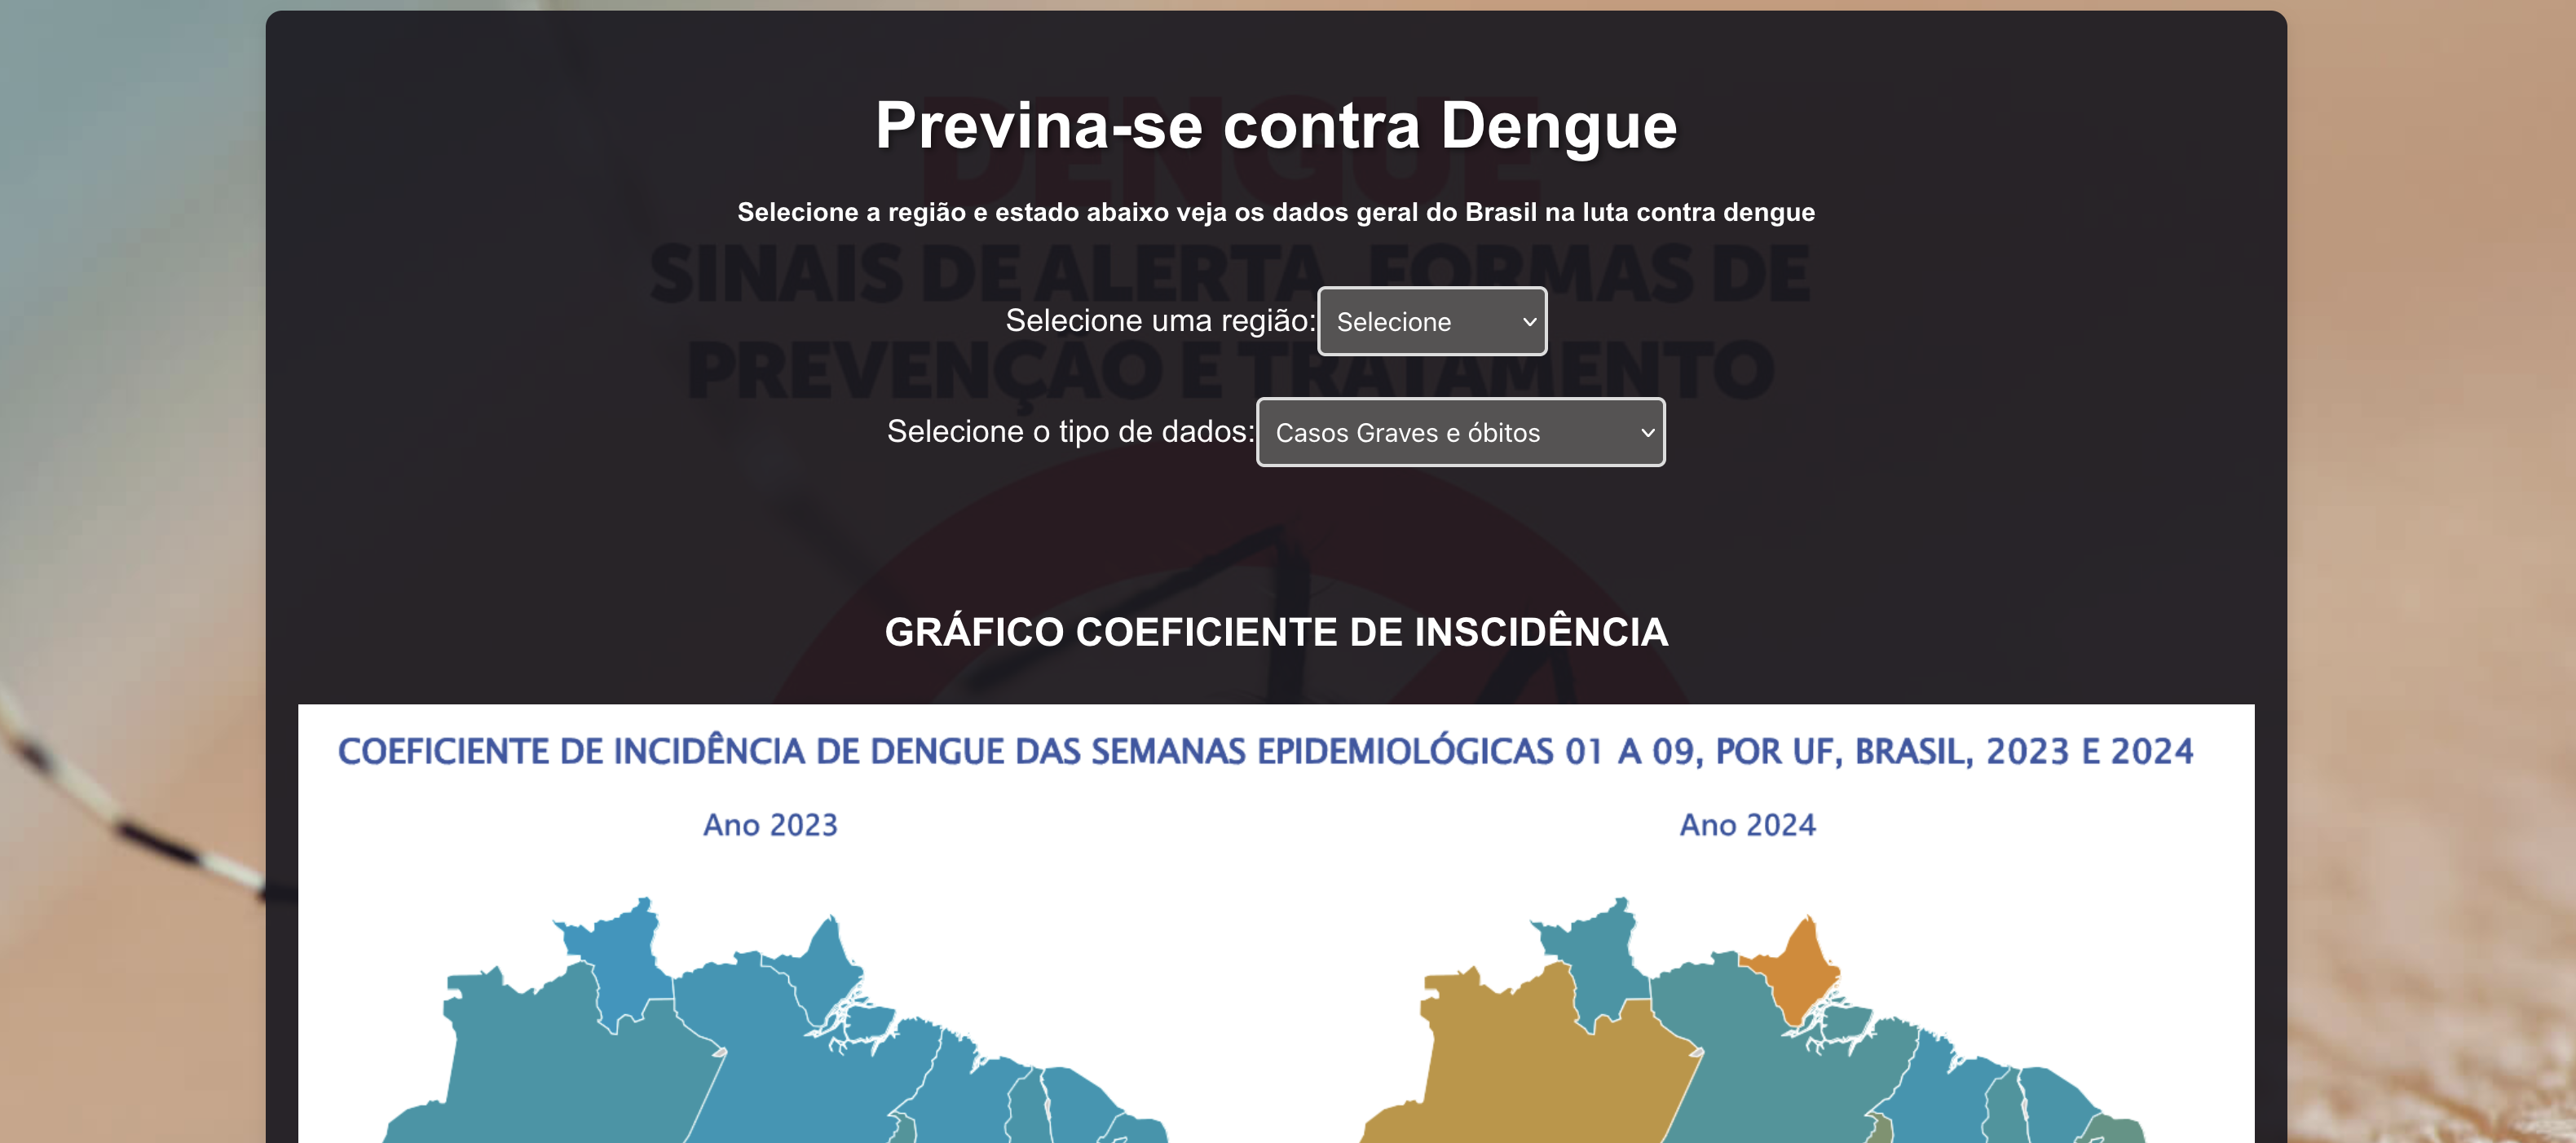 Previna-se contra Dengue
DENGUE
Selecione a região e estado abaixo veja os dados geral do Brasil na luta contra dengue
SINAIS DE ALERTA, FORMAS DE
Selecione uma região: Selecione
PREVENÇÃO E TRATAMENTO
Selecione o tipo de dados: Casos Graves e óbitos
GRÁFICO COEFICIENTE DE INSCIDÊNCIA
COEFICIENTE DE INCIDÊNCIA DE DENGUE DAS SEMANAS EPIDEMIOLÓGICAS 01 A 09, POR UF, BRASIL, 2023 E 2024
Ano 2023 Ano 2024